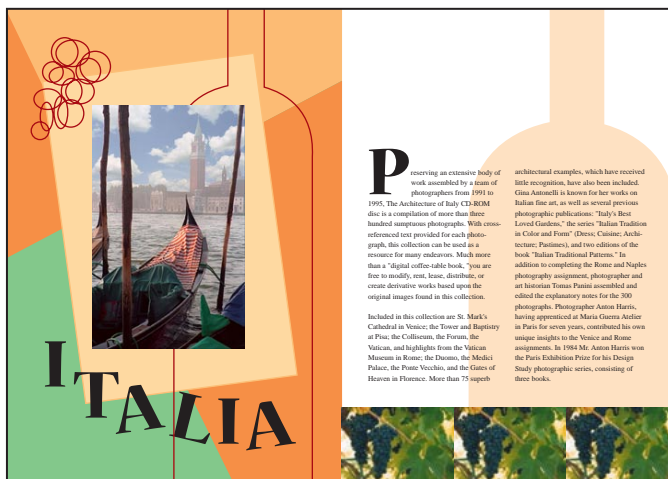 ITALIA
Preserving an extensive body of
work assembled by a team of
photographers from 1991 to
1995, The Architecture of Italy CD-ROM
disc is a compilation of more than three
hundred sumptuous photographs. With cross-
referenced text provided for each photo-
graph, this collection can be used as a
resource for many endeavors. Much more
than a "digital coffee-table book, "you are
free to modify, rent, lease, distribute, or
create derivative works based upon the
original images found in this collection.
Included in this collection are St. Mark's
Cathedral in Venice; the Tower and Baptistry
at Pisa; the Colliseum, the Forum, the
Vatican, and highlights from the Vatican
Museum in Rome; the Duomo, the Medici
Palace, the Ponte Vecchio, and the Gates of
Heaven in Florence. More than 75 superb
architectural examples, which have received
little recognition, have also been included.
Gina Antonelli is known for her works on
Italian fine art, as well as several previous
photographic publications: "Italy's Best
Loved Gardens," the series "Italian Tradition
in Color and Form" (Dress; Cuisine; Archi-
tecture; Pastimes), and two editions of the
book "Italian Traditional Patterns." In
addition to completing the Rome and Naples
photography assignment, photographer and
art historian Tomas Panini assembled and
edited the explanatory notes for the 300
photographs. Photographer Anton Harris,
having apprenticed at Maria Guerra Atelier
in Paris for seven years, contributed his own
unique insights to the Venice and Rome
assignments. In 1984 Mr. Anton Harris won
the Paris Exhibition Prize for his Design
Study photographic series, consisting of
three books.